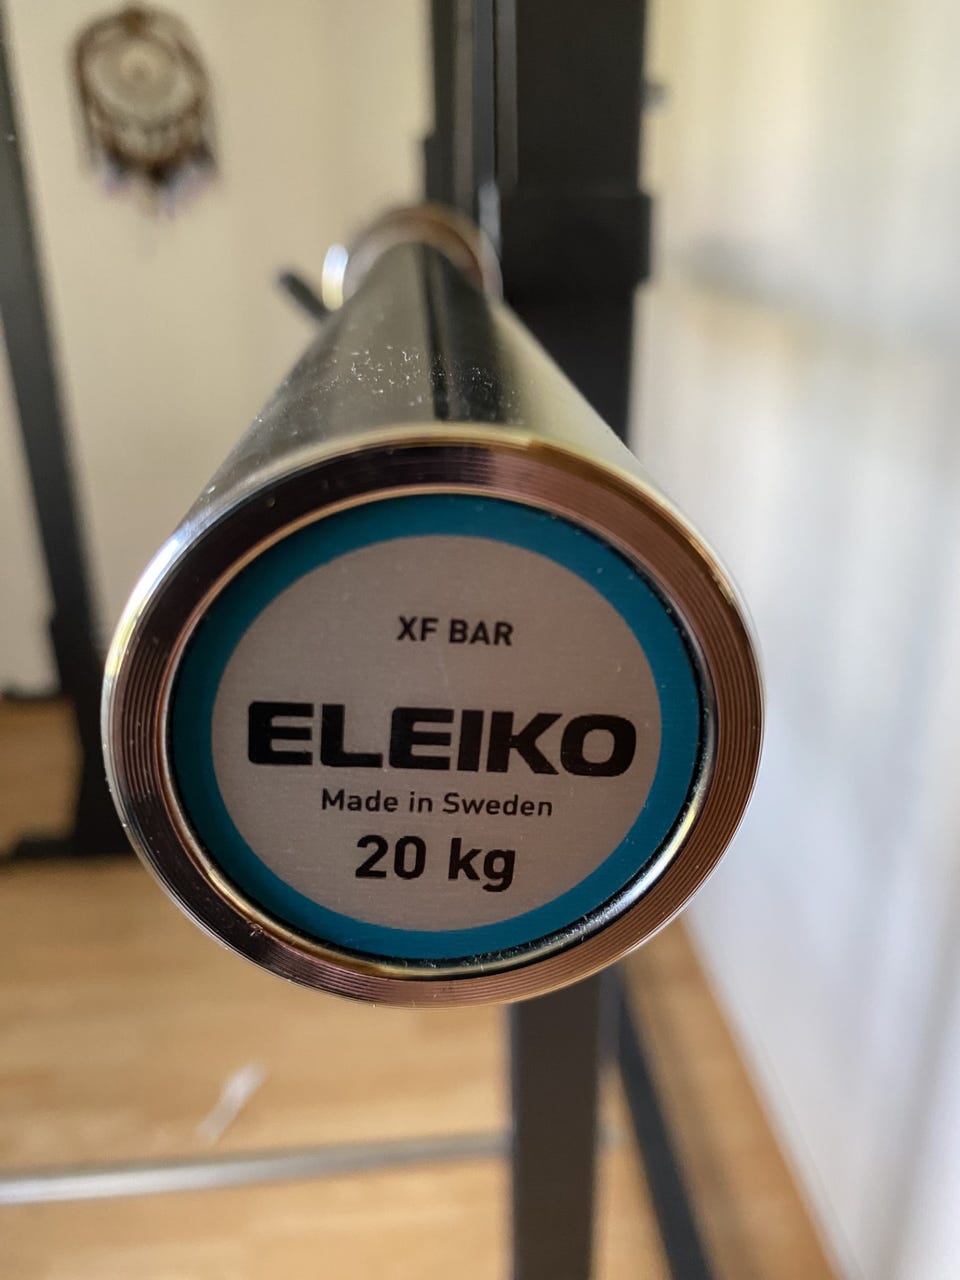 XF BAR
ELEIKO
Made in Sweden
20 kg